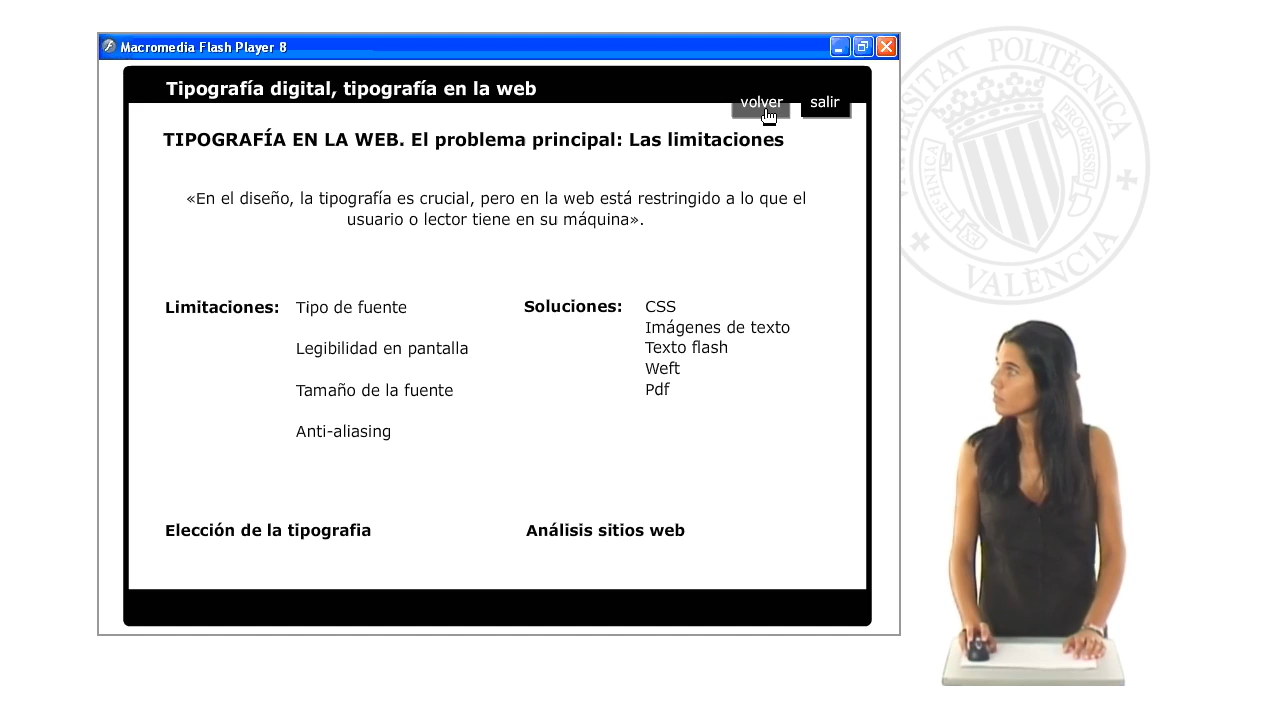 Macromedia Flash Player 8
Tipografía digital, tipografía en la web
volver salir
TIPOGRAFÍA EN LA WEB. El problema principal: Las limitaciones
«En el diseño, la tipografía es crucial, pero en la web está restringido a lo que el
usuario o lector tiene en su máquina».
Limitaciones:
Tipo de fuente
Legibilidad en pantalla
Tamaño de la fuente
Anti-aliasing
Soluciones:
CSS
Imágenes de texto
Texto flash
Weft
Pdf
Elección de la tipografia
Análisis sitios web
POLITÈCNICA
VALÈNCIA